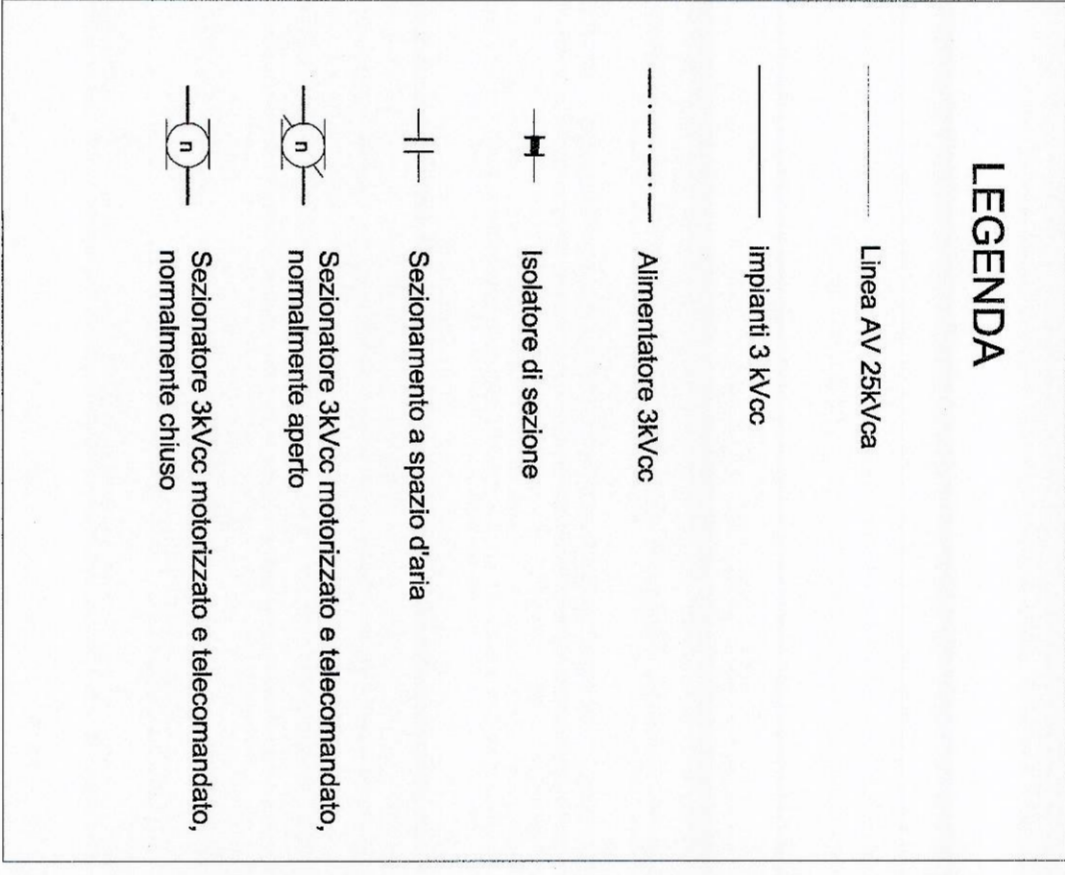 LEGENDA
Linea AV 25kVca
impianti 3 kVcc
Alimentatore 3kVcc
Isolatore di sezione
Sezionamento a spazio d'aria
n
Sezionatore 3kVcc motorizzato e telecomandato,
normalmente aperto
n
Sezionatore 3kVcc motorizzato e telecomandato,
normalmente chiuso